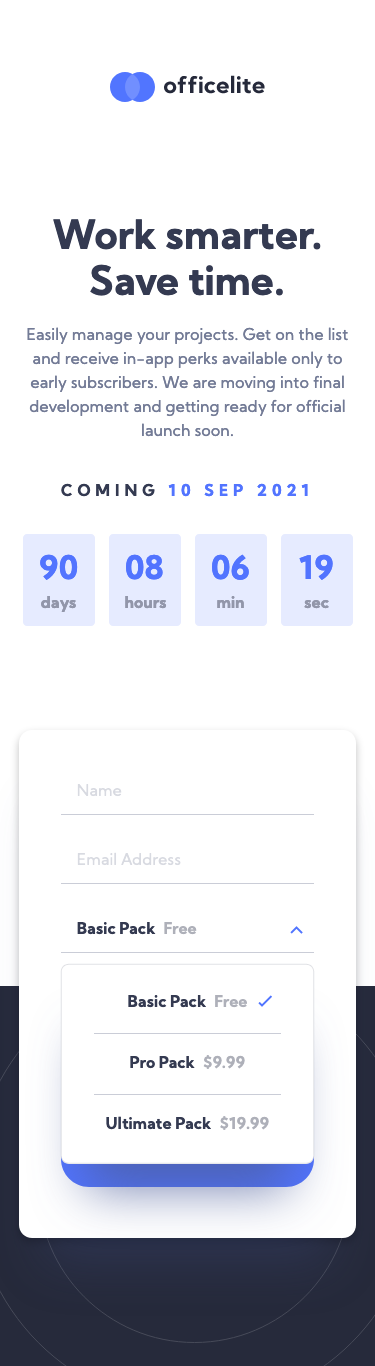 officelite
Work smarter.
Save time.
Easily manage your projects. Get on the list
and receive in-app perks available only to
early subscribers. We are moving into final
development and getting ready for official
launch soon.
COMING 10 SEP 2021
90 08 06 19
days hours min sec
Name
Email Address
Basic Pack Free
Basic Pack Free
Pro Pack $9.99
Ultimate Pack $19.99